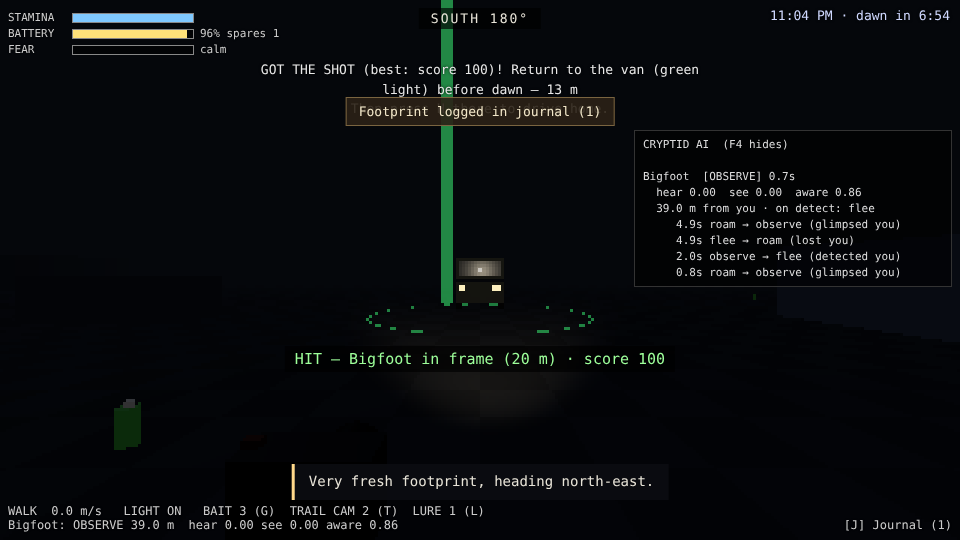 STAMINA
BATTERY 96% spares 1
FEAR calm
SOUTH 180°
11:04 PM · dawn in 6:54
GOT THE SHOT (best: score 100)! Return to the van (green
light) before dawn — 13 m
Footprint logged in journal (1)
CRYPTID AI (F4 hides)
Bigfoot [OBSERVE] 0.7s
hear 0.00 see 0.00 aware 0.86
39.0 m from you · on detect: flee
4.9s roam → observe (glimpsed you)
4.9s flee → roam (lost you)
2.0s observe → flee (detected you)
0.8s roam → observe (glimpsed you)
HIT — Bigfoot in frame (20 m) · score 100
Very fresh footprint, heading north-east.
WALK 0.0 m/s LIGHT ON BAIT 3 (G) TRAIL CAM 2 (T) LURE 1 (L)
Bigfoot: OBSERVE 39.0 m hear 0.00 see 0.00 aware 0.86
[J] Journal (1)